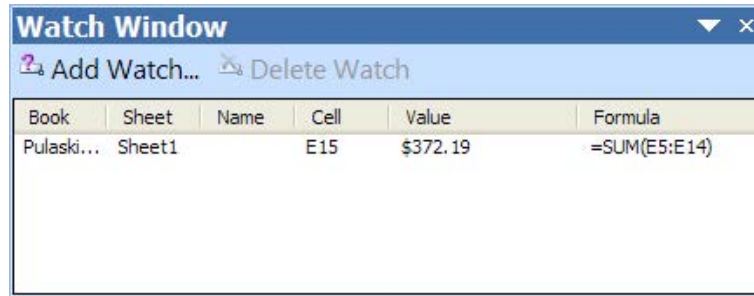 Watch Window
Add Watch... Delete Watch
Book Sheet Name Cell Value Formula
Pulaski... Sheet1 E15 $372.19 =SUM(E5:E14)